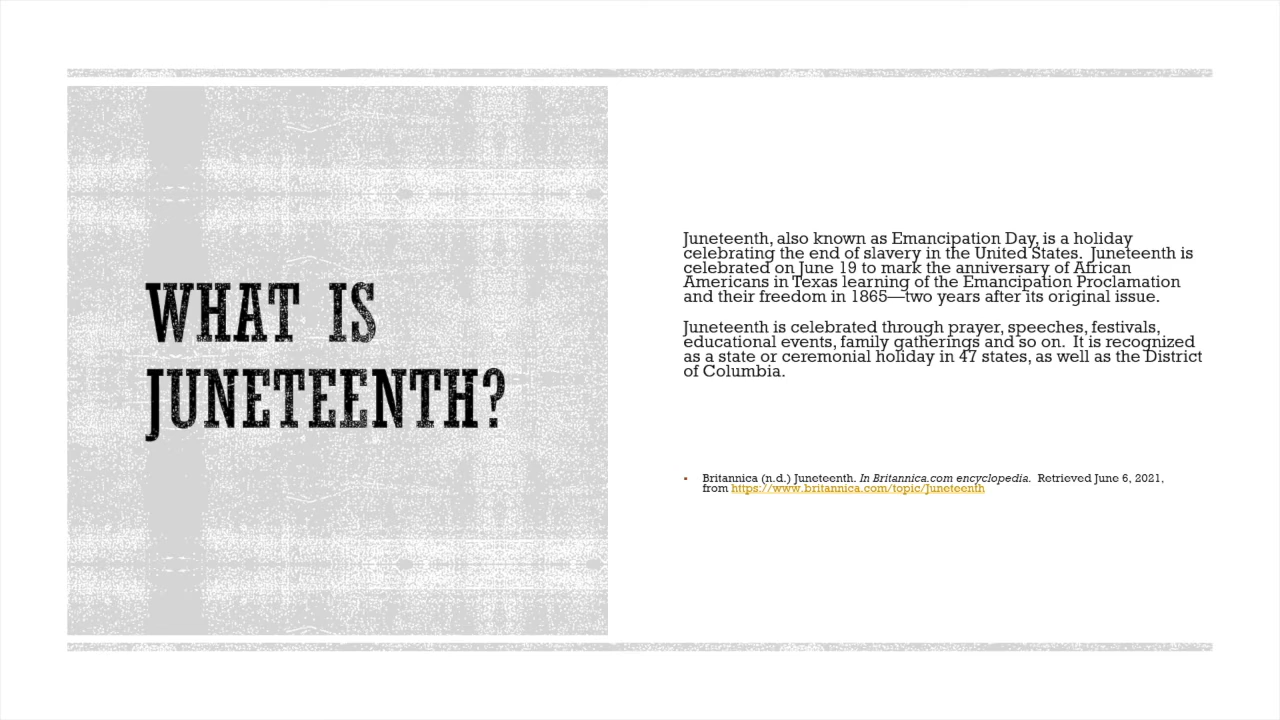 WHAT IS
JUNETEENTH?
Juneteenth, also known as Emancipation Day, is a holiday
celebrating the end of slavery in the United States.  Juneteenth is
celebrated on June 19 to mark the anniversary of African
Americans in Texas learning of the Emancipation Proclamation
and their freedom in 1865—two years after its original issue.
Juneteenth is celebrated through prayer, speeches, festivals,
educational events, family gatherings and so on.  It is recognized
as a state or ceremonial holiday in 47 states, as well as the District
of Columbia.
▪ Britannica (n.d.) Juneteenth. In Britannica.com encyclopedia.  Retrieved June 6, 2021,
from https://www.britannica.com/topic/Juneteenth